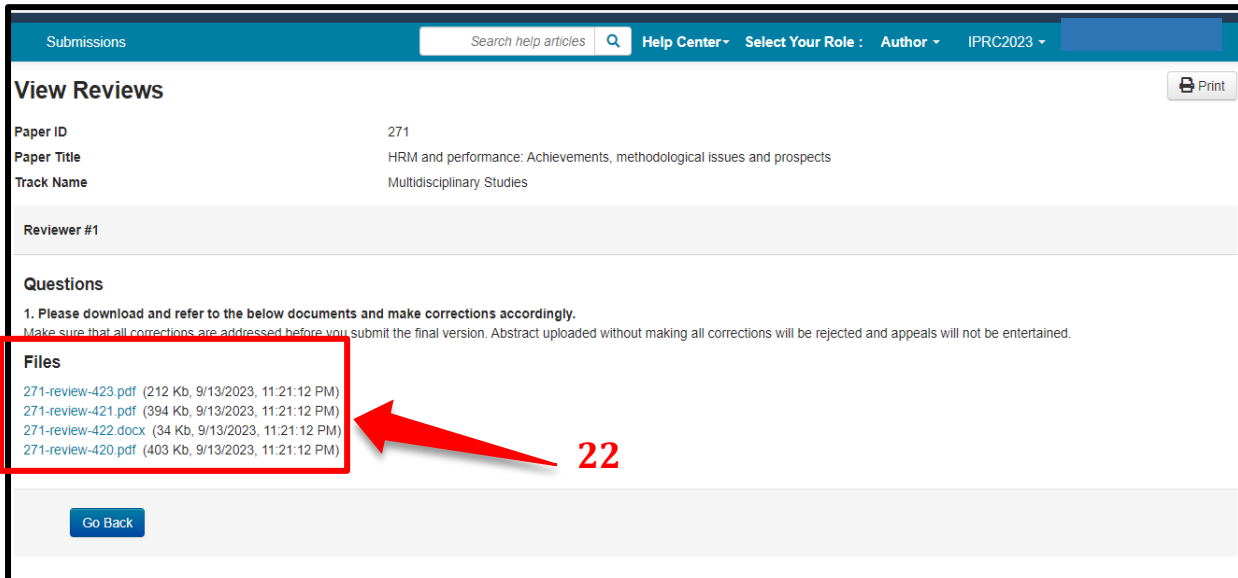 Submissions Search help articles Help Center Select Your Role : Author IPRC2023
View Reviews Print
Paper ID 271
Paper Title HRM and performance: Achievements, methodological issues and prospects
Track Name Multidisciplinary Studies
Reviewer #1
Questions
1. Please download and refer to the below documents and make corrections accordingly.
Make sure that all corrections are addressed before you submit the final version. Abstract uploaded without making all corrections will be rejected and appeals will not be entertained.
Files
271-review-423.pdf (212 Kb, 9/13/2023, 11:21:12 PM)
271-review-421.pdf (394 Kb, 9/13/2023, 11:21:12 PM)
271-review-422.docx (34 Kb, 9/13/2023, 11:21:12 PM)
271-review-420.pdf (403 Kb, 9/13/2023, 11:21:12 PM)
22
Go Back